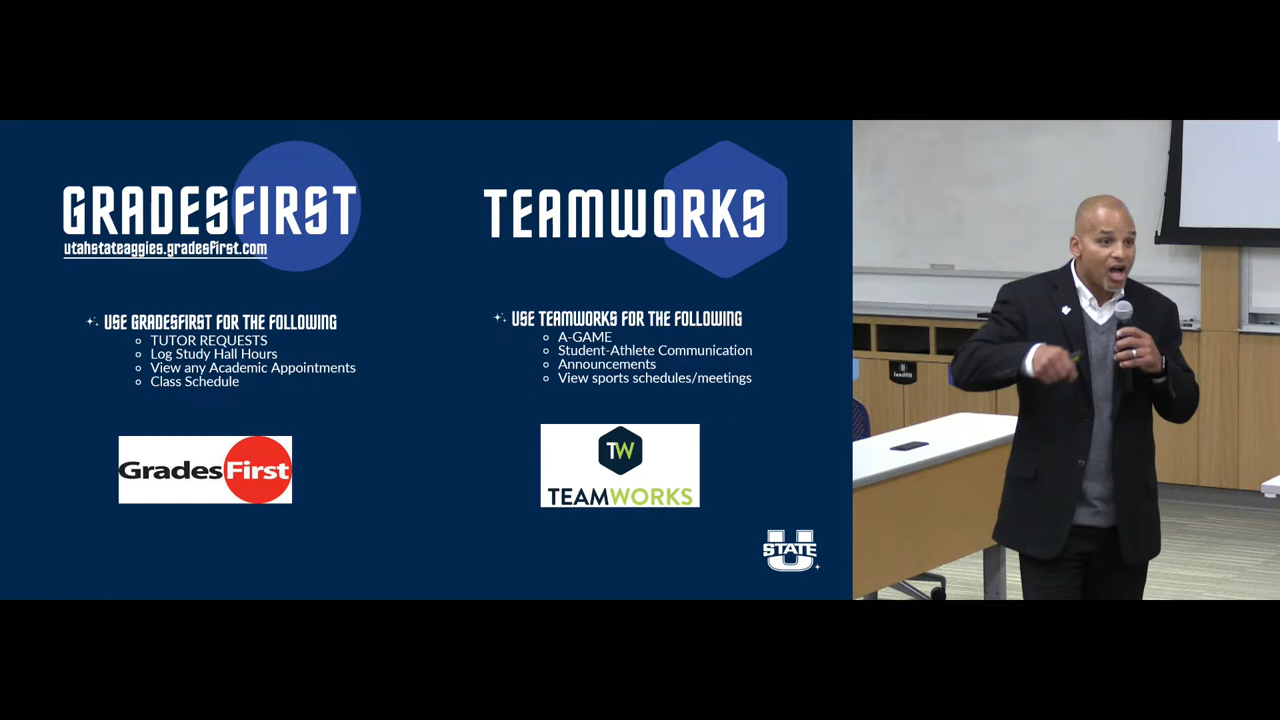 GRADESFIRST
utahstateaggies.gradesfirst.com
USE GRADESFIRST FOR THE FOLLOWING
TUTOR REQUESTS
Log Study Hall Hours
View any Academic Appointments
Class Schedule
GradesFirst
TEAMWORKS
USE TEAMWORKS FOR THE FOLLOWING
A-GAME
Student-Athlete Communication
Announcements
View sports schedules/meetings
TW
TEAMWORKS
U STATE
landfill